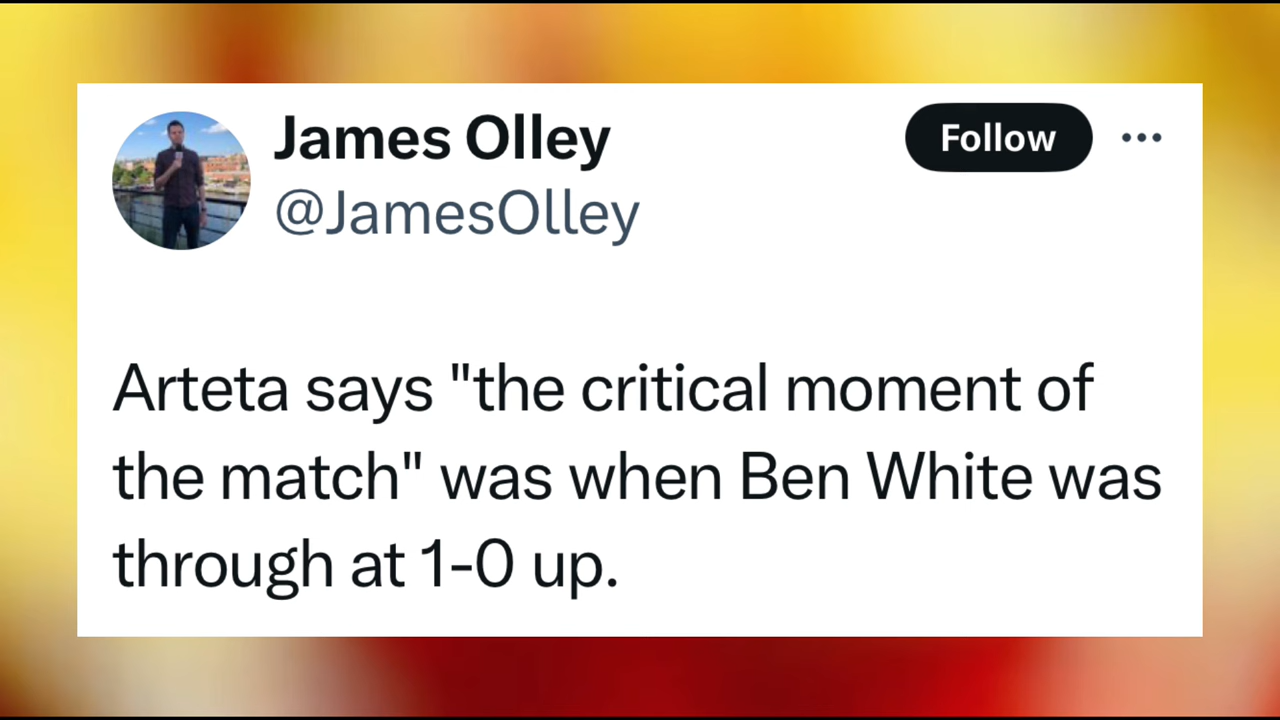 James Olley
Follow
@JamesOlley
Arteta says "the critical moment of
the match" was when Ben White was
through at 1-0 up.